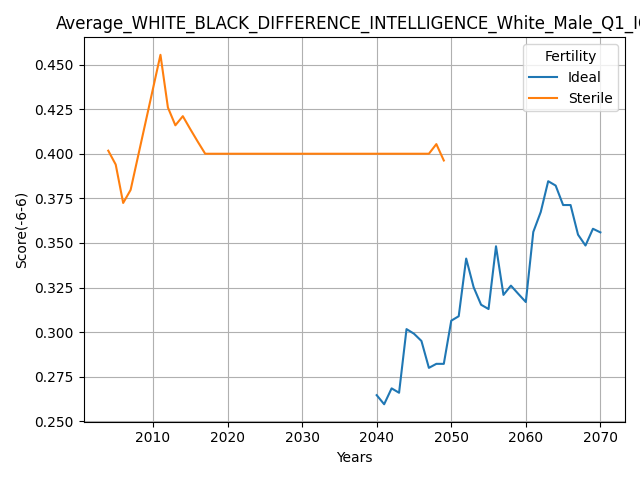 Average_WHITE_BLACK_DIFFERENCE_INTELLIGENCE_White_Male_Q1_I
Fertility
Ideal
Sterile
Score(-6-6)
0.450
0.425
0.400
0.375
0.350
0.325
0.300
0.275
0.250
2010
2020
2030
2040
2050
2060
2070
Years